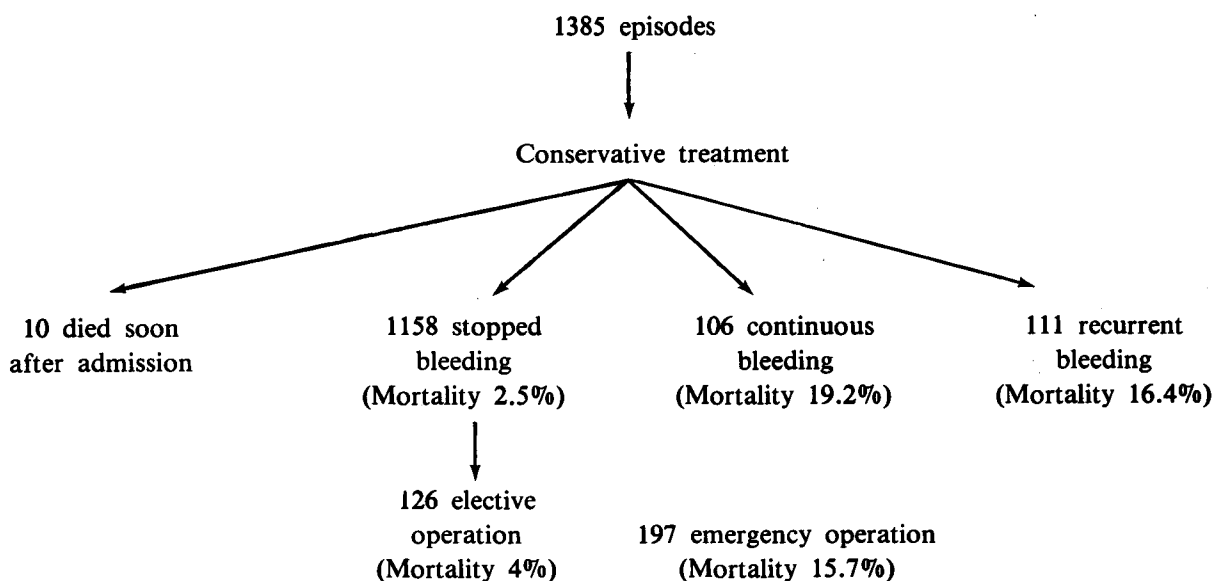 1385 episodes
Conservative treatment
10 died soon
after admission
1158 stopped
bleeding
(Mortality 2.5%)
106 continuous
bleeding
(Mortality 19.2%)
111 recurrent
bleeding
(Mortality 16.4%)
126 elective
operation
(Mortality 4%)
197 emergency operation
(Mortality 15.7%)